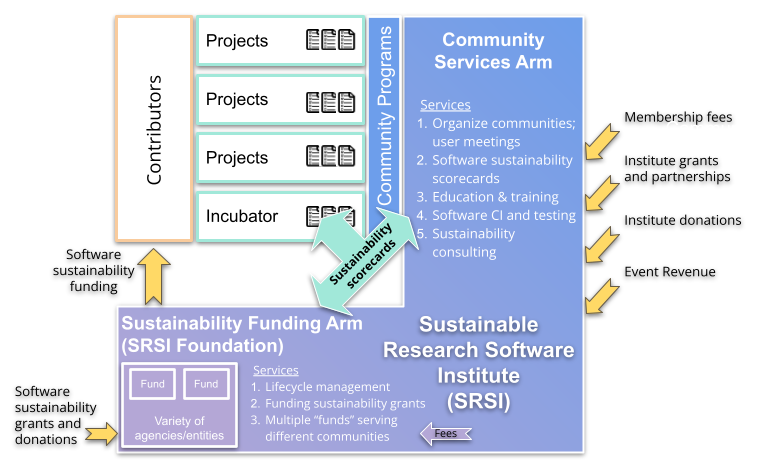 Contributors
Projects
Projects
Projects
Incubator
Community Programs
Community
Services Arm
Services
1. Organize communities;
user meetings
2. Software sustainability
scorecards
3. Education & training
4. Software CI and testing
5. Sustainability
consulting
Membership fees
Institute grants
and partnerships
Institute donations
Event Revenue
Sustainability
scorecards
Software
sustainability
funding
Sustainability Funding Arm
(SRSI Foundation)
Fund
Fund
Variety of
agencies/entities
Services
1. Lifecycle management
2. Funding sustainability grants
3. Multiple “funds” serving
different communities
Sustainable
Research Software
Institute
(SRSI)
Fees
Software
sustainability
grants and
donations